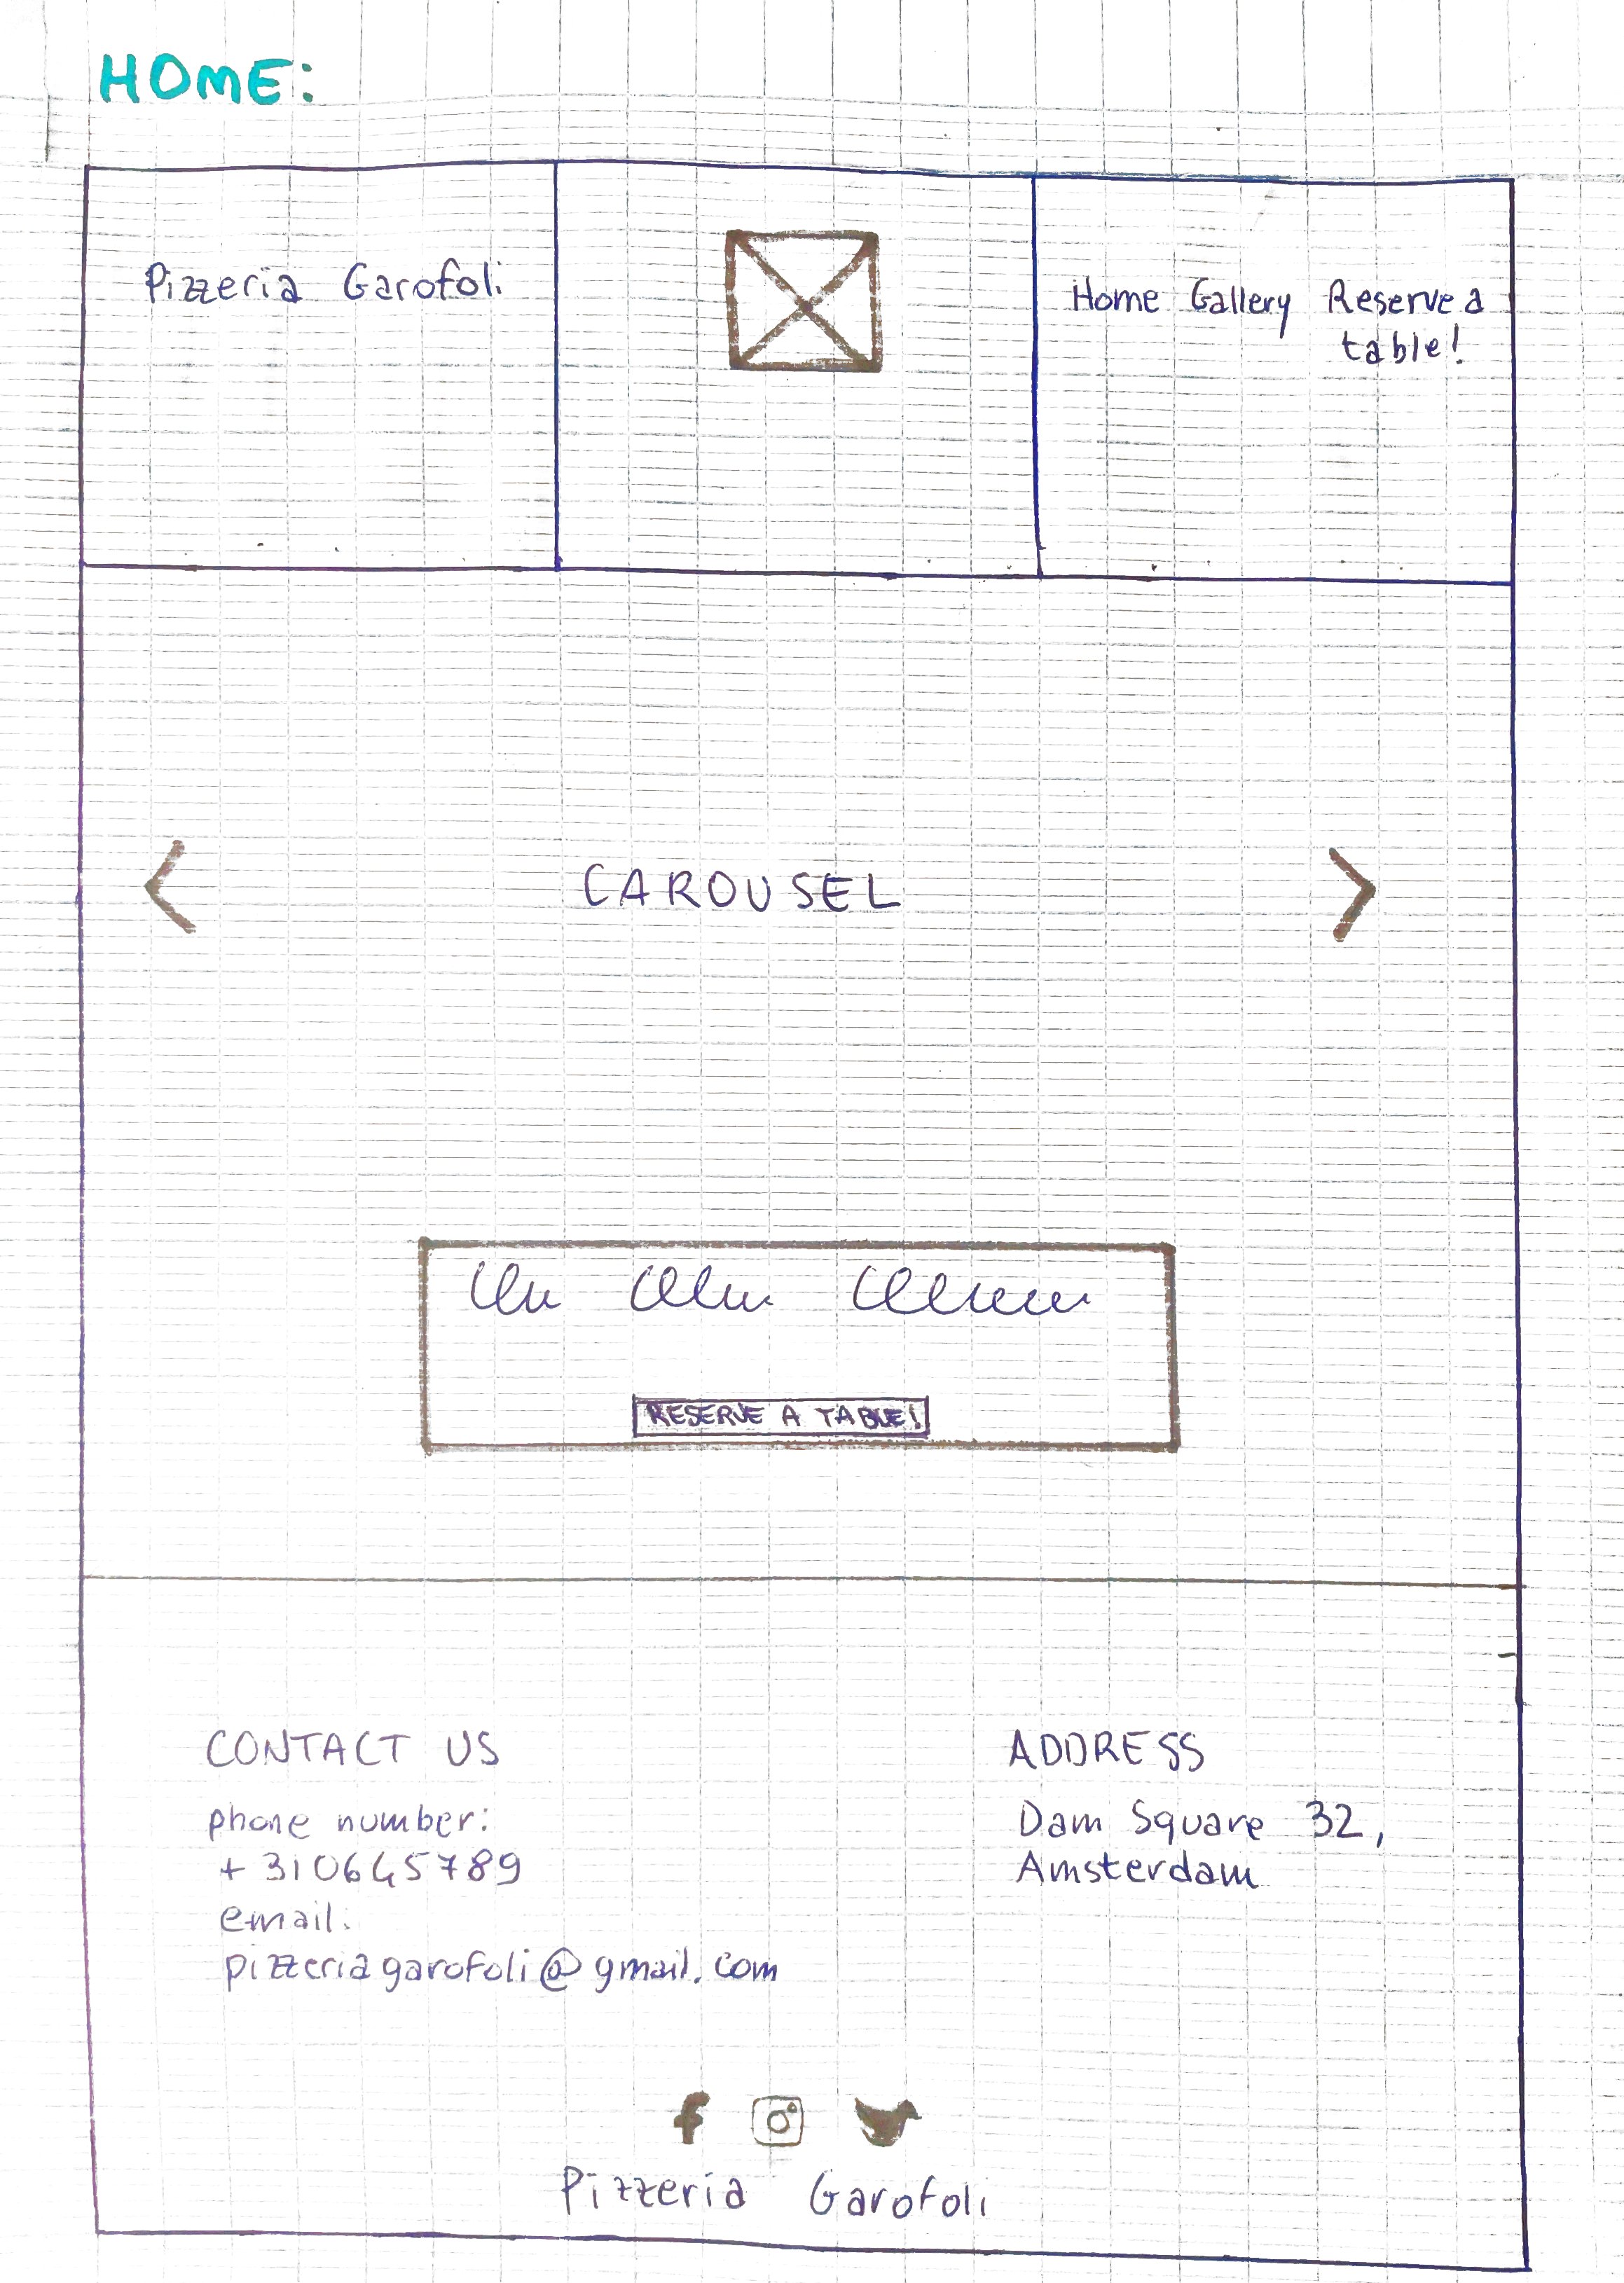 HOME:
Pizzeria Garofoli
Home Gallery Reserve a
table!
CAROUSEL
RESERVE A TABLE!
CONTACT US
phone number:
+310645789
email.
pizzeriagarofoli@gmail.com
ADDRESS
Dam Square 32,
Amsterdam
Pizzeria Garofoli